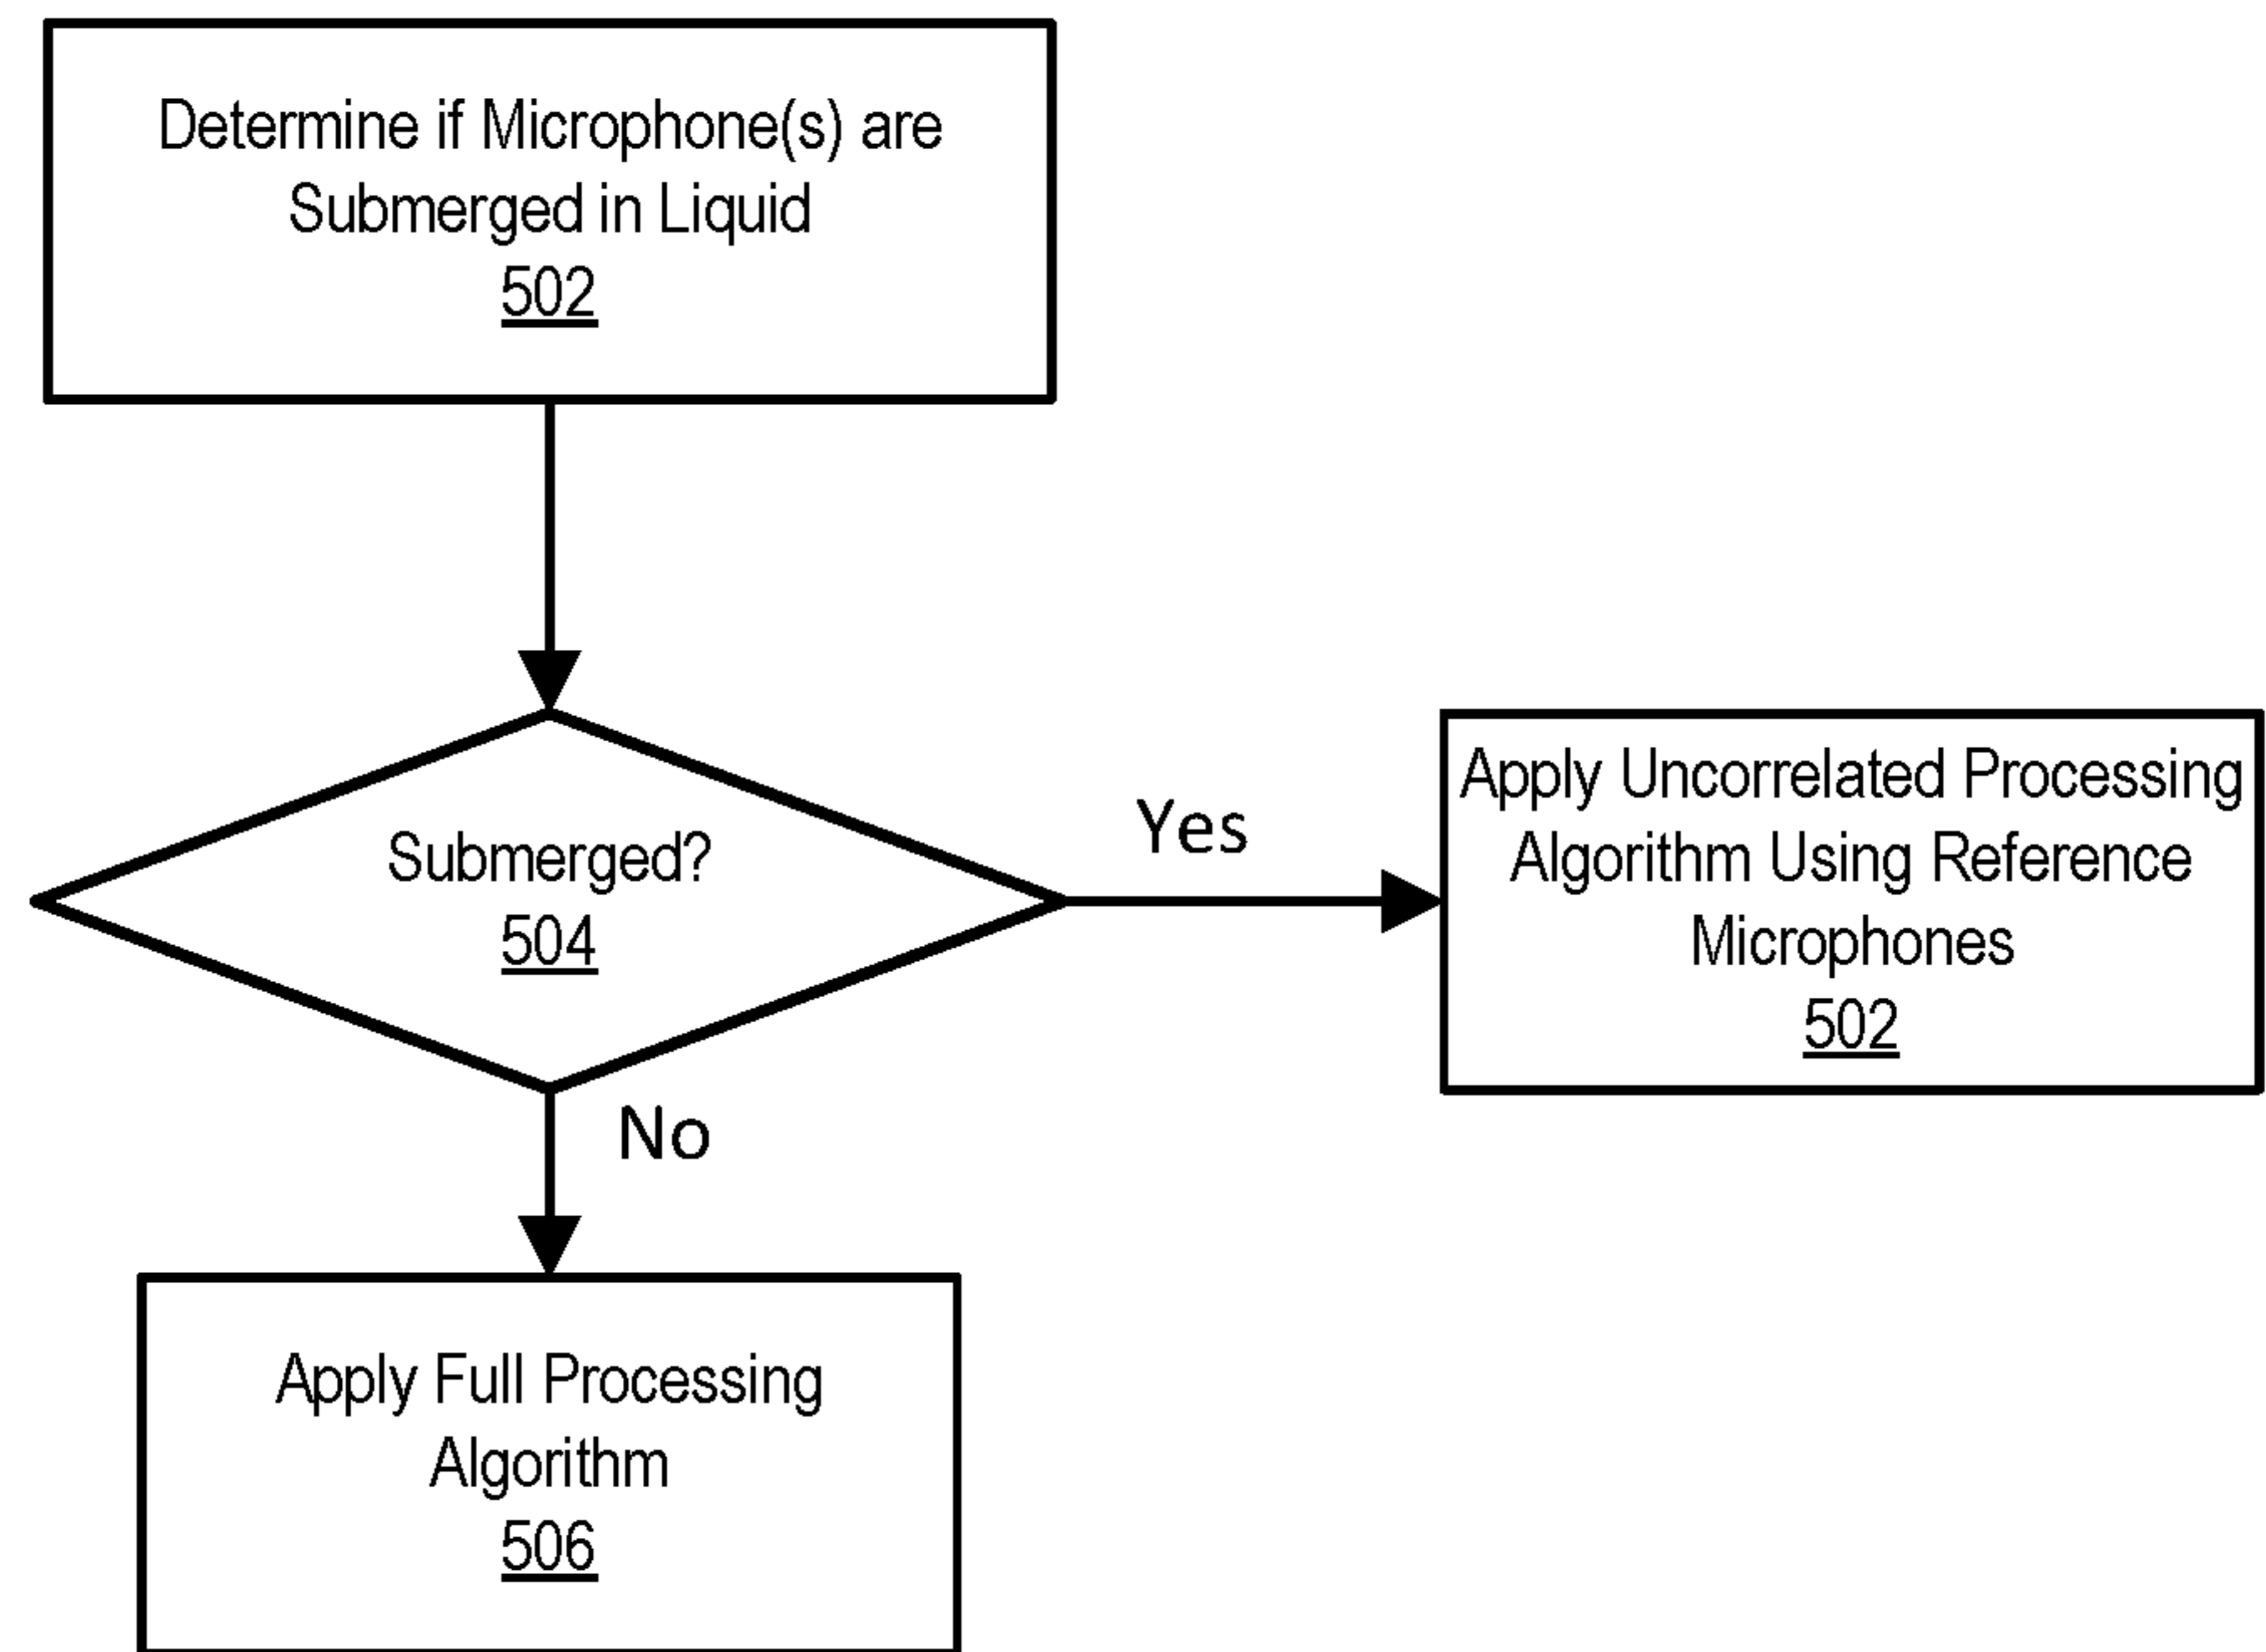 Determine if Microphone(s) are
Submerged in Liquid
502
Submerged?
504
Yes
Apply Uncorrelated Processing
Algorithm Using Reference
Microphones
502
No
Apply Full Processing
Algorithm
506